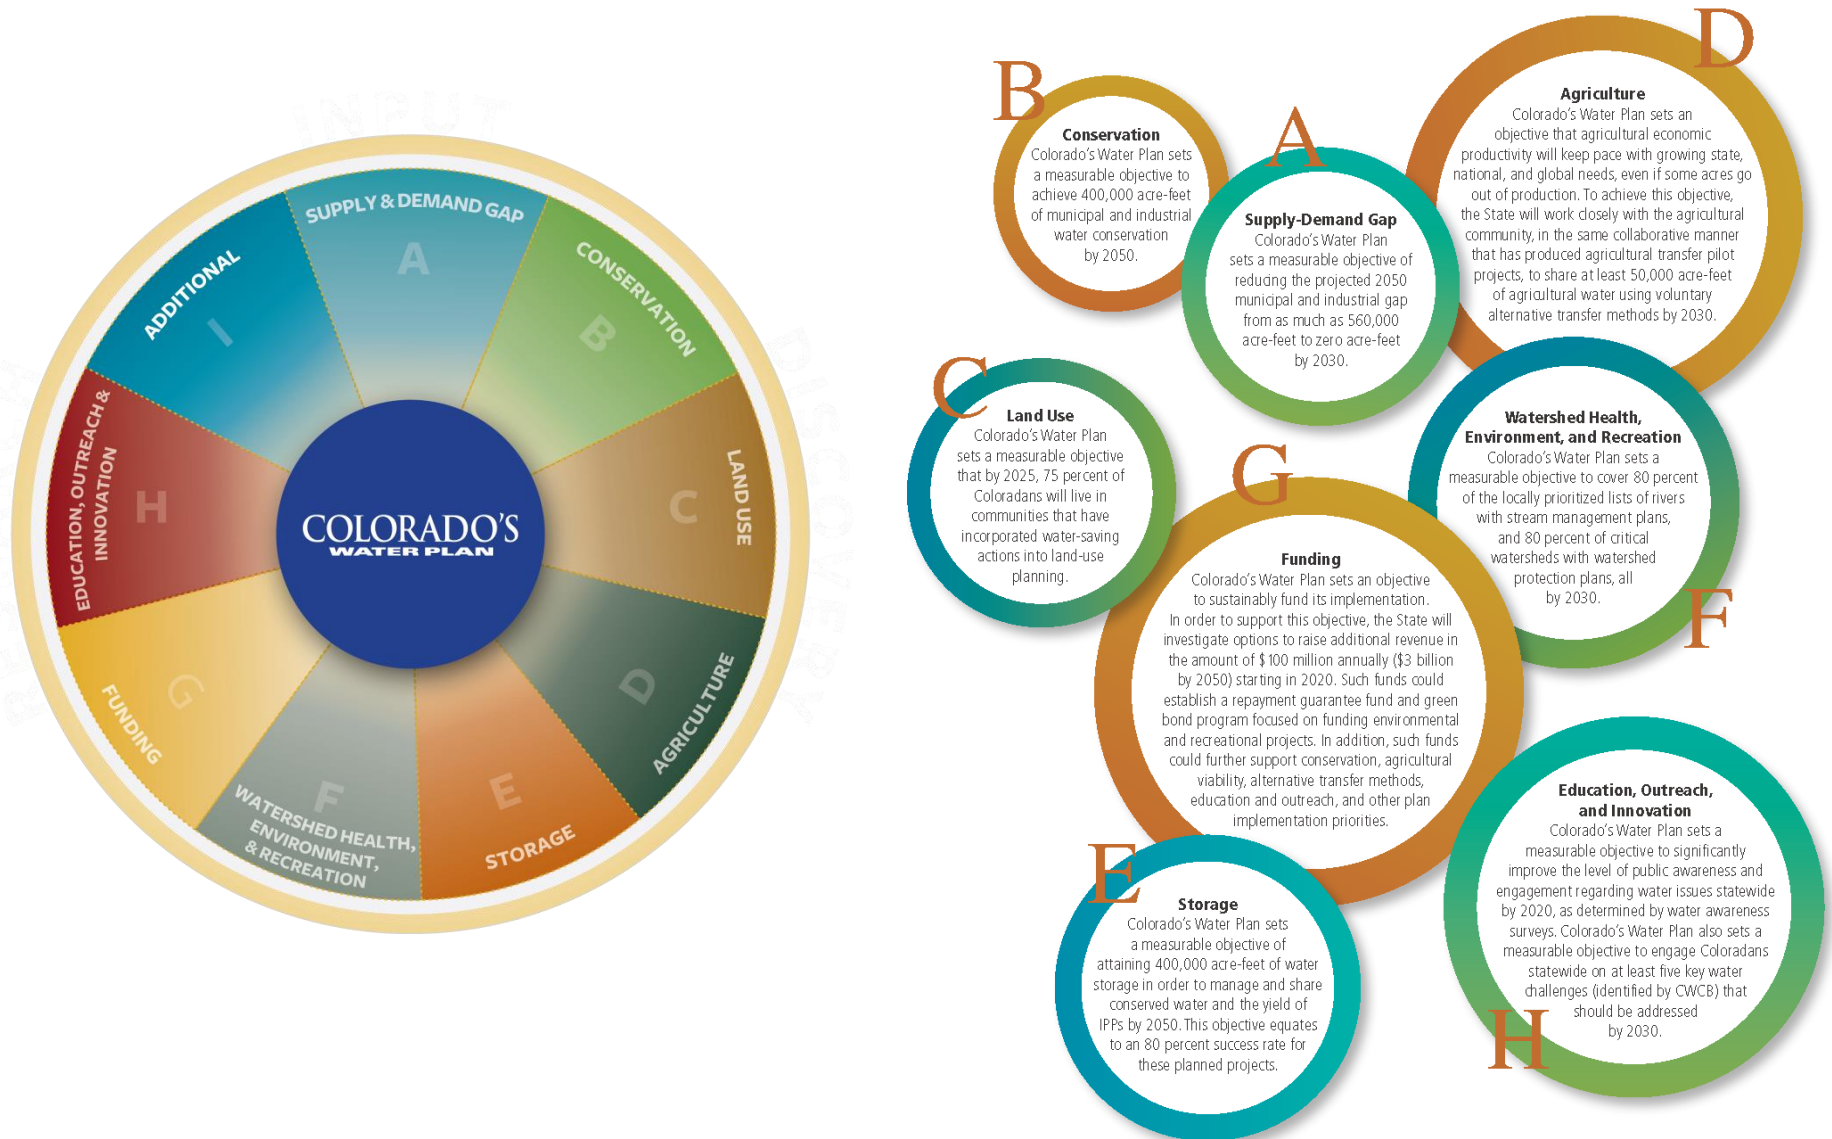 INPUT
SUPPLY & DEMAND GAP
A
CONSERVATION
B
LAND USE
C
AGRICULTURE
D
STORAGE
E
WATERSHED HEALTH,
ENVIRONMENT,
& RECREATION
F
FUNDING
G
EDUCATION, OUTREACH &
INNOVATION
H
ADDITIONAL
I
COLORADO'S
WATER PLAN
DISCOVERY
B
Conservation
Colorado's Water Plan sets
a measurable objective to
achieve 400,000 acre-feet
of municipal and industrial
water conservation
by 2050.
A
Supply-Demand Gap
Colorado's Water Plan
sets a measurable objective of
reducing the projected 2050
municipal and industrial gap
from as much as 560,000
acre-feet to zero acre-feet
by 2030.
D
Agriculture
Colorado's Water Plan sets an
objective that agricultural economic
productivity will keep pace with growing state,
national, and global needs, even if some acres go
out of production. To achieve this objective,
the State will work closely with the agricultural
community, in the same collaborative manner
that has produced agricultural transfer pilot
projects, to share at least 50,000 acre-feet
of agricultural water using voluntary
alternative transfer methods by 2030.
C
Land Use
Colorado's Water Plan
sets a measurable objective
that by 2025, 75 percent of
Coloradans will live in
communities that have
incorporated water-saving
actions into land-use
planning.
Watershed Health,
Environment, and Recreation
Colorado's Water Plan sets a
measurable objective to cover 80 percent
of the locally prioritized lists of rivers
with stream management plans,
and 80 percent of critical
watersheds with watershed
protection plans, all
by 2030.
F
G
Funding
Colorado's Water Plan sets an objective
to sustainably fund its implementation.
In order to support this objective, the State will
investigate options to raise additional revenue in
the amount of $100 million annually ($3 billion
by 2050) starting in 2020. Such funds could
establish a repayment guarantee fund and green
bond program focused on funding environmental
and recreational projects. In addition, such funds
could further support conservation, agricultural
viability, alternative transfer methods,
education and outreach, and other plan
implementation priorities.
E
Storage
Colorado's Water Plan sets
a measurable objective of
attaining 400,000 acre-feet of water
storage in order to manage and share
conserved water and the yield of
IPPs by 2050. This objective equates
to an 80 percent success rate for
these planned projects.
Education, Outreach,
and Innovation
Colorado's Water Plan sets a
measurable objective to significantly
improve the level of public awareness and
engagement regarding water issues statewide
by 2020, as determined by water awareness
surveys. Colorado's Water Plan also sets a
measurable objective to engage Coloradans
statewide on at least five key water
challenges (identified by CWCB) that
should be addressed
by 2030.
H